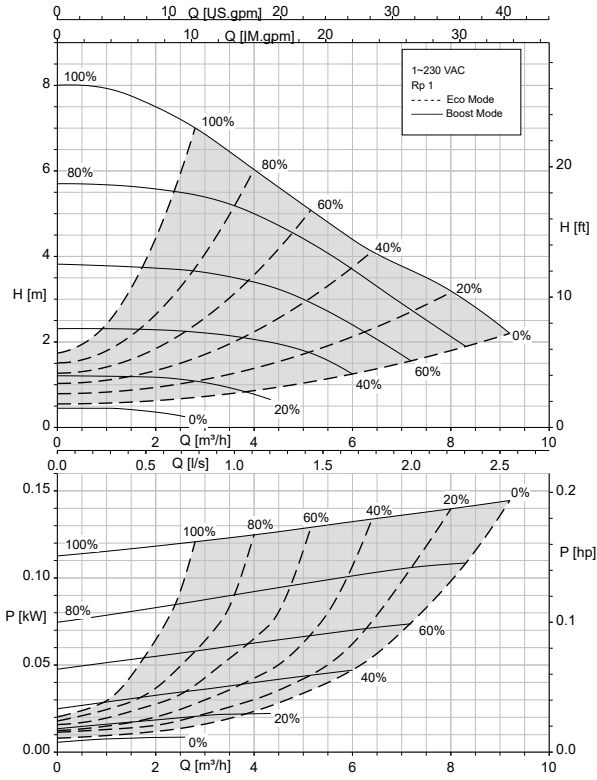 Q [US.gpm]
0 10 20 30 40
Q [IM.gpm]
0 10 20 30
1~230 VAC
Rp 1
Eco Mode
Boost Mode
100%
100%
80%
80%
60%
40%
20%
0%
60%
40%
20%
0%
8
6
4
H [m]
2
0
20
H [ft]
10
0
0 2 4 6 8 10
Q [m³/h]
0.0 0.5 1.0 1.5 2.0 2.5
Q [l/s]
0.15
0.10
P [kW]
0.05
0.00
0.2
P [hp]
0.1
0.0
100%
80%
100%
80%
60%
40%
20%
0%
60%
40%
20%
0%
0 2 4 6 8 10
Q [m³/h]